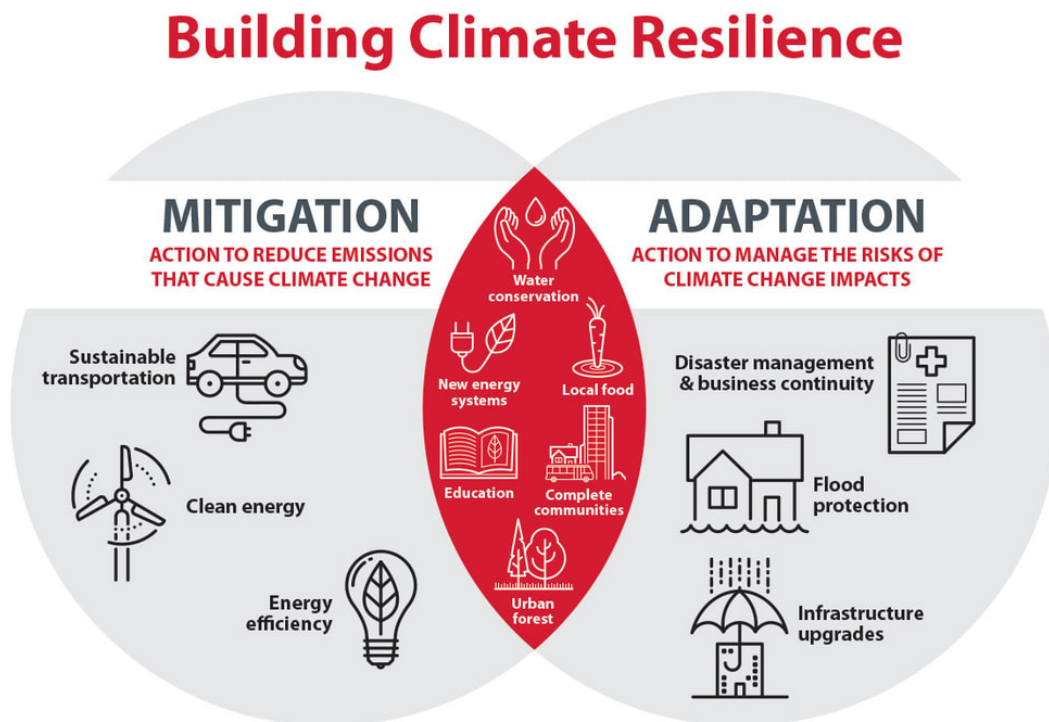 Building Climate Resilience
MITIGATION
ACTION TO REDUCE EMISSIONS
THAT CAUSE CLIMATE CHANGE
Sustainable
transportation
Clean energy
Energy
efficiency
Water
conservation
New energy
systems
Local food
Education
Complete
communities
Urban
forest
ADAPTATION
ACTION TO MANAGE THE RISKS OF
CLIMATE CHANGE IMPACTS
Disaster management
& business continuity
Flood
protection
Infrastructure
upgrades